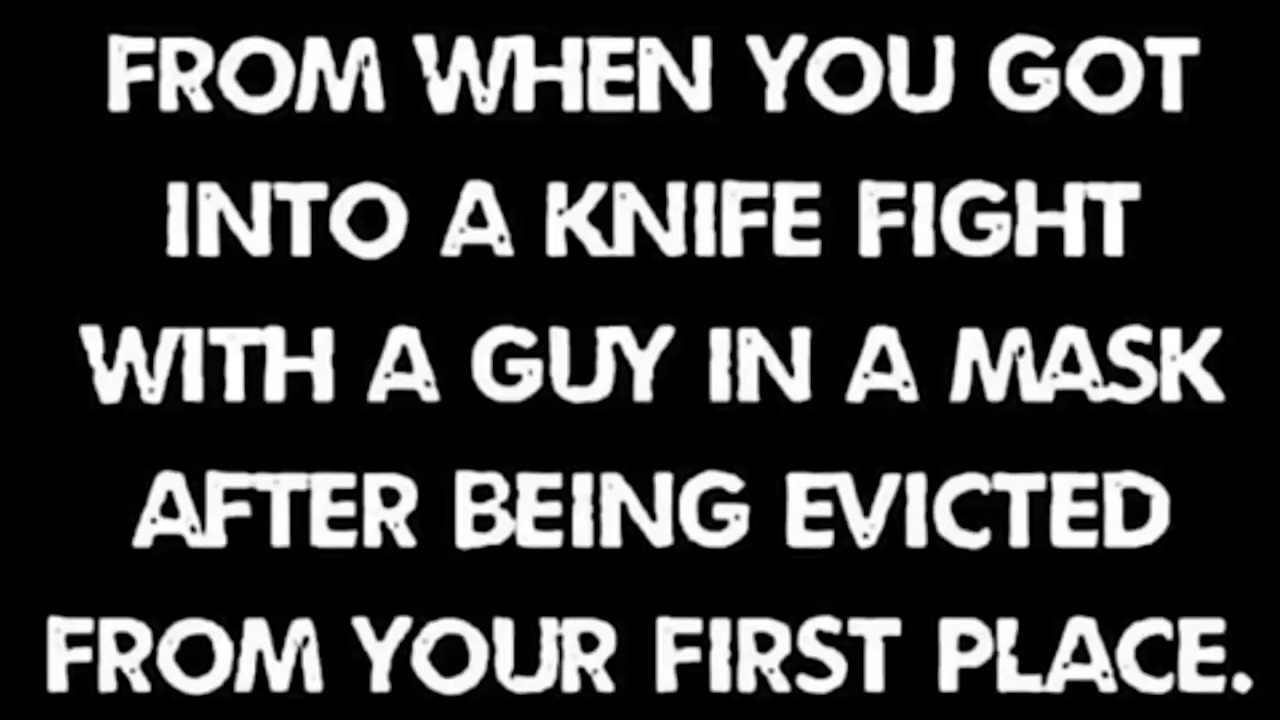 FROM WHEN YOU GOT
INTO A KNIFE FIGHT
WITH A GUY IN A MASK
AFTER BEING EVICTED
FROM YOUR FIRST PLACE.